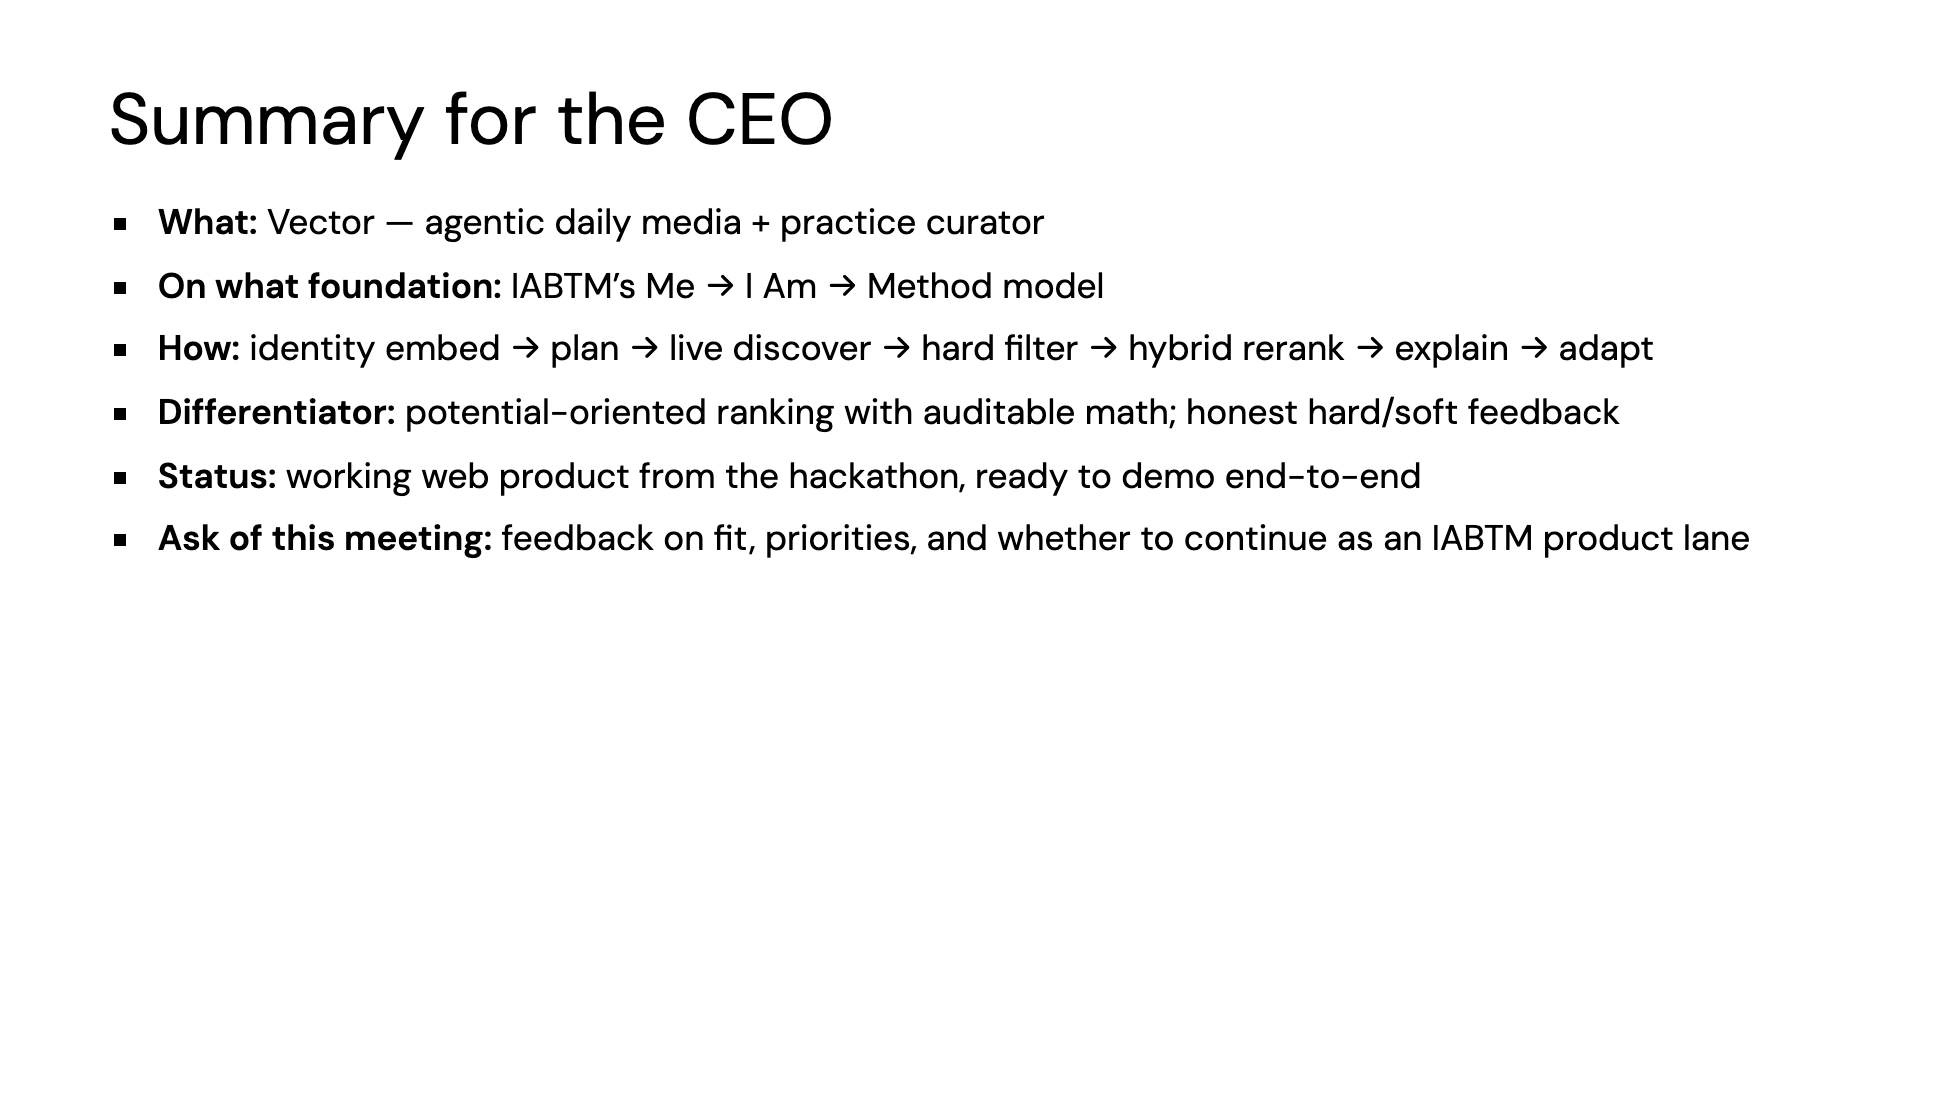 Summary for the CEO
▪ What: Vector — agentic daily media + practice curator
▪ On what foundation: IABTM’s Me → I Am → Method model
▪ How: identity embed → plan → live discover → hard filter → hybrid rerank → explain → adapt
▪ Differentiator: potential-oriented ranking with auditable math; honest hard/soft feedback
▪ Status: working web product from the hackathon, ready to demo end-to-end
▪ Ask of this meeting: feedback on fit, priorities, and whether to continue as an IABTM product lane